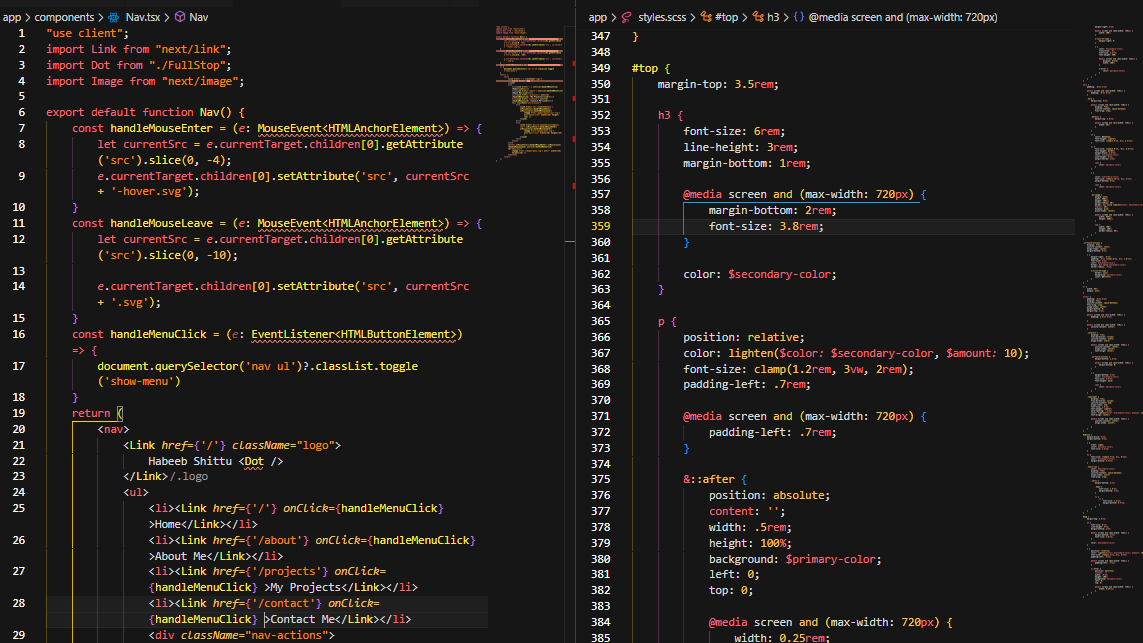 app > components > Nav.tsx > Nav
1 "use client";
2 import Link from "next/link";
3 import Dot from "./FullStop";
4 import Image from "next/image";
5
6 export default function Nav() {
7 const handleMouseEnter = (e: MouseEvent<HTMLAnchorElement>) => {
8 let currentSrc = e.currentTarget.children[0].getAttribute
('src').slice(0, -4);
9 e.currentTarget.children[0].setAttribute('src', currentSrc
+ '-hover.svg');
10 }
11 const handleMouseLeave = (e: MouseEvent<HTMLAnchorElement>) => {
12 let currentSrc = e.currentTarget.children[0].getAttribute
('src').slice(0, -10);
13
14 e.currentTarget.children[0].setAttribute('src', currentSrc
+ '.svg');
15 }
16 const handleMenuClick = (e: EventListener<HTMLButtonElement>)
=> {
17 document.querySelector('nav ul')?.classList.toggle
('show-menu')
18 }
19 return (
20 <nav>
21 <Link href={'/'} className="logo">
22 Habeeb Shittu <Dot />
23 </Link>/.logo
24 <ul>
25 <li><Link href={'/'} onClick={handleMenuClick}
>Home</Link></li>
26 <li><Link href={'/about'} onClick={handleMenuClick}
>About Me</Link></li>
27 <li><Link href={'/projects'} onClick=
{handleMenuClick} >My Projects</Link></li>
28 <li><Link href={'/contact'} onClick=
{handleMenuClick} >Contact Me</Link></li>
29 <div className="nav-actions">
app > styles.scss > #top > h3 > {} @media screen and (max-width: 720px)
347 }
348
349 #top {
350 margin-top: 3.5rem;
351
352 h3 {
353 font-size: 6rem;
354 line-height: 3rem;
355 margin-bottom: 1rem;
356
357 @media screen and (max-width: 720px) {
358 margin-bottom: 2rem;
359 font-size: 3.8rem;
360 }
361
362 color: $secondary-color;
363 }
364
365 p {
366 position: relative;
367 color: lighten($color: $secondary-color, $amount: 10);
368 font-size: clamp(1.2rem, 3vw, 2rem);
369 padding-left: .7rem;
370
371 @media screen and (max-width: 720px) {
372 padding-left: .7rem;
373 }
374
375 &::after {
376 position: absolute;
377 content: '';
378 width: .5rem;
379 height: 100%;
380 background: $primary-color;
381 left: 0;
382 top: 0;
383
384 @media screen and (max-width: 720px) {
385 width: 0.25rem;